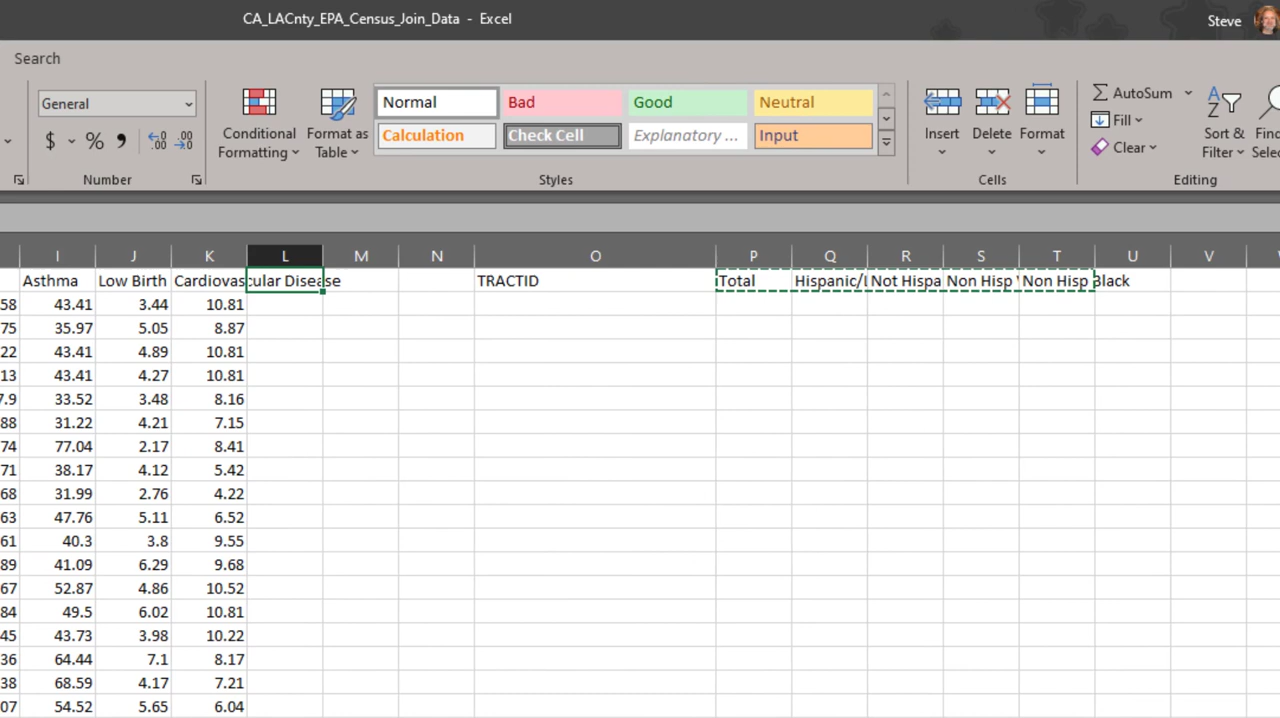 CA_LACnty_EPA_Census_Join_Data - Excel
Steve
Search
General
$ % ,
Conditional Formatting
Format as Table
Normal Bad Good Neutral
Calculation Check Cell Explanatory ... Input
Insert Delete Format
AutoSum
Fill
Clear
Sort & Filter
Number Styles Cells Editing
I J K L M N O P Q R S T U V
Asthma Low Birth Cardiovascular Disease TRACTID Total Hispanic/L Not Hispa Non Hisp Non Hisp Black
58 43.41 3.44 10.81
75 35.97 5.05 8.87
22 43.41 4.89 10.81
13 43.41 4.27 10.81
7.9 33.52 3.48 8.16
88 31.22 4.21 7.15
74 77.04 2.17 8.41
71 38.17 4.12 5.42
68 31.99 2.76 4.22
63 47.76 5.11 6.52
61 40.3 3.8 9.55
89 41.09 6.29 9.68
67 52.87 4.86 10.52
84 49.5 6.02 10.81
45 43.73 3.98 10.22
36 64.44 7.1 8.17
38 68.59 4.17 7.21
07 54.52 5.65 6.04